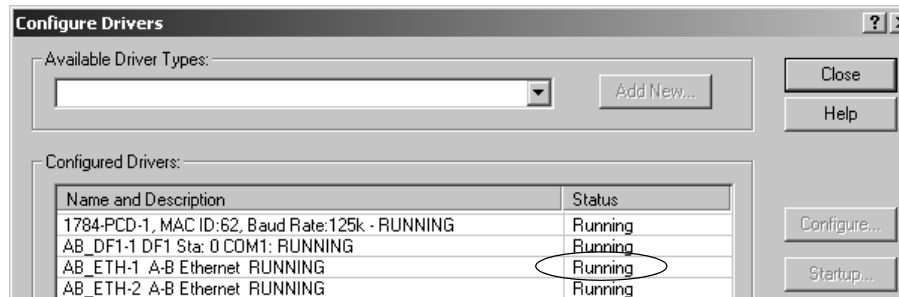 Configure Drivers
Available Driver Types:
Add New...
Close
Help
Configured Drivers:
Name and Description Status
1784-PCD-1, MAC ID:62, Baud Rate:125k - RUNNING Running
AB_DF1-1 DF1 Sta: 0 COM1: RUNNING Running
AB_ETH-1 A-B Ethernet RUNNING Running
AB_ETH-2 A-B Ethernet RUNNING Running
Configure...
Startup...